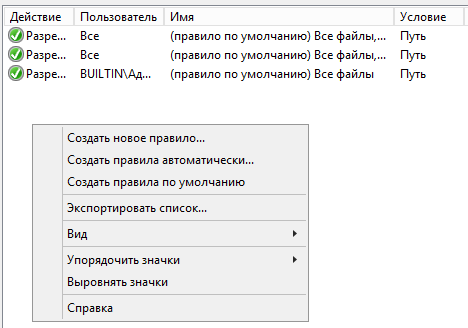 Действие Пользователь Имя Условие
Разре... Все (правило по умолчанию) Все файлы,... Путь
Разре... Все (правило по умолчанию) Все файлы,... Путь
Разре... BUILTIN\Ад... (правило по умолчанию) Все файлы Путь
Создать новое правило...
Создать правила автоматически...
Создать правила по умолчанию
Экспортировать список...
Вид
Упорядочить значки
Выровнять значки
Справка